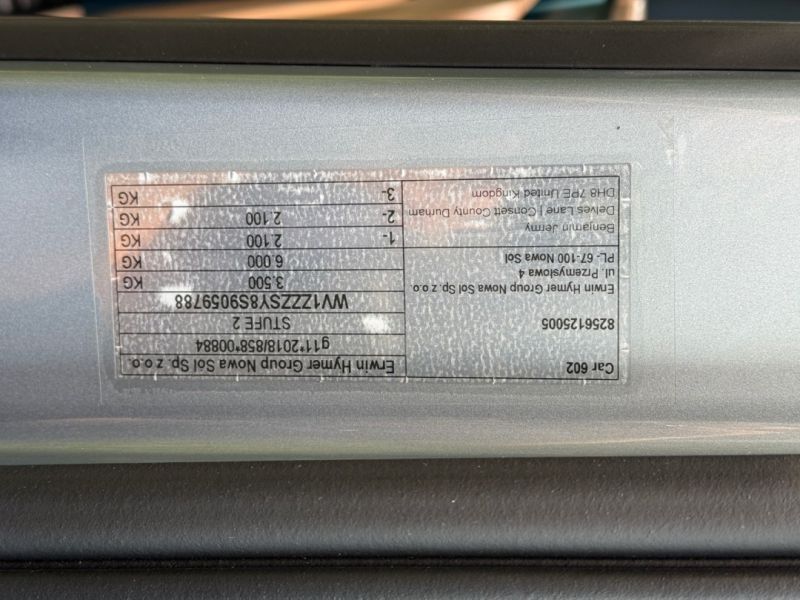 Car 602
8256125005
Erwin Hymer Group Nowa Sol Sp. z o.o
ul. Przemyslowa 4
PL- 67-100 Nowa Sol
Benjamin Jermy
Delves Lane | Consett County Durham
DH8 7PE United Kingdom
Erwin Hymer Group Nowa Sol Sp. z o.o.
g11*2018/858*00884
STUFE 2
WV1ZZZSY8S9059788
3.500 KG
6.000 KG
1- 2.100 KG
2- 2.100 KG
3- KG